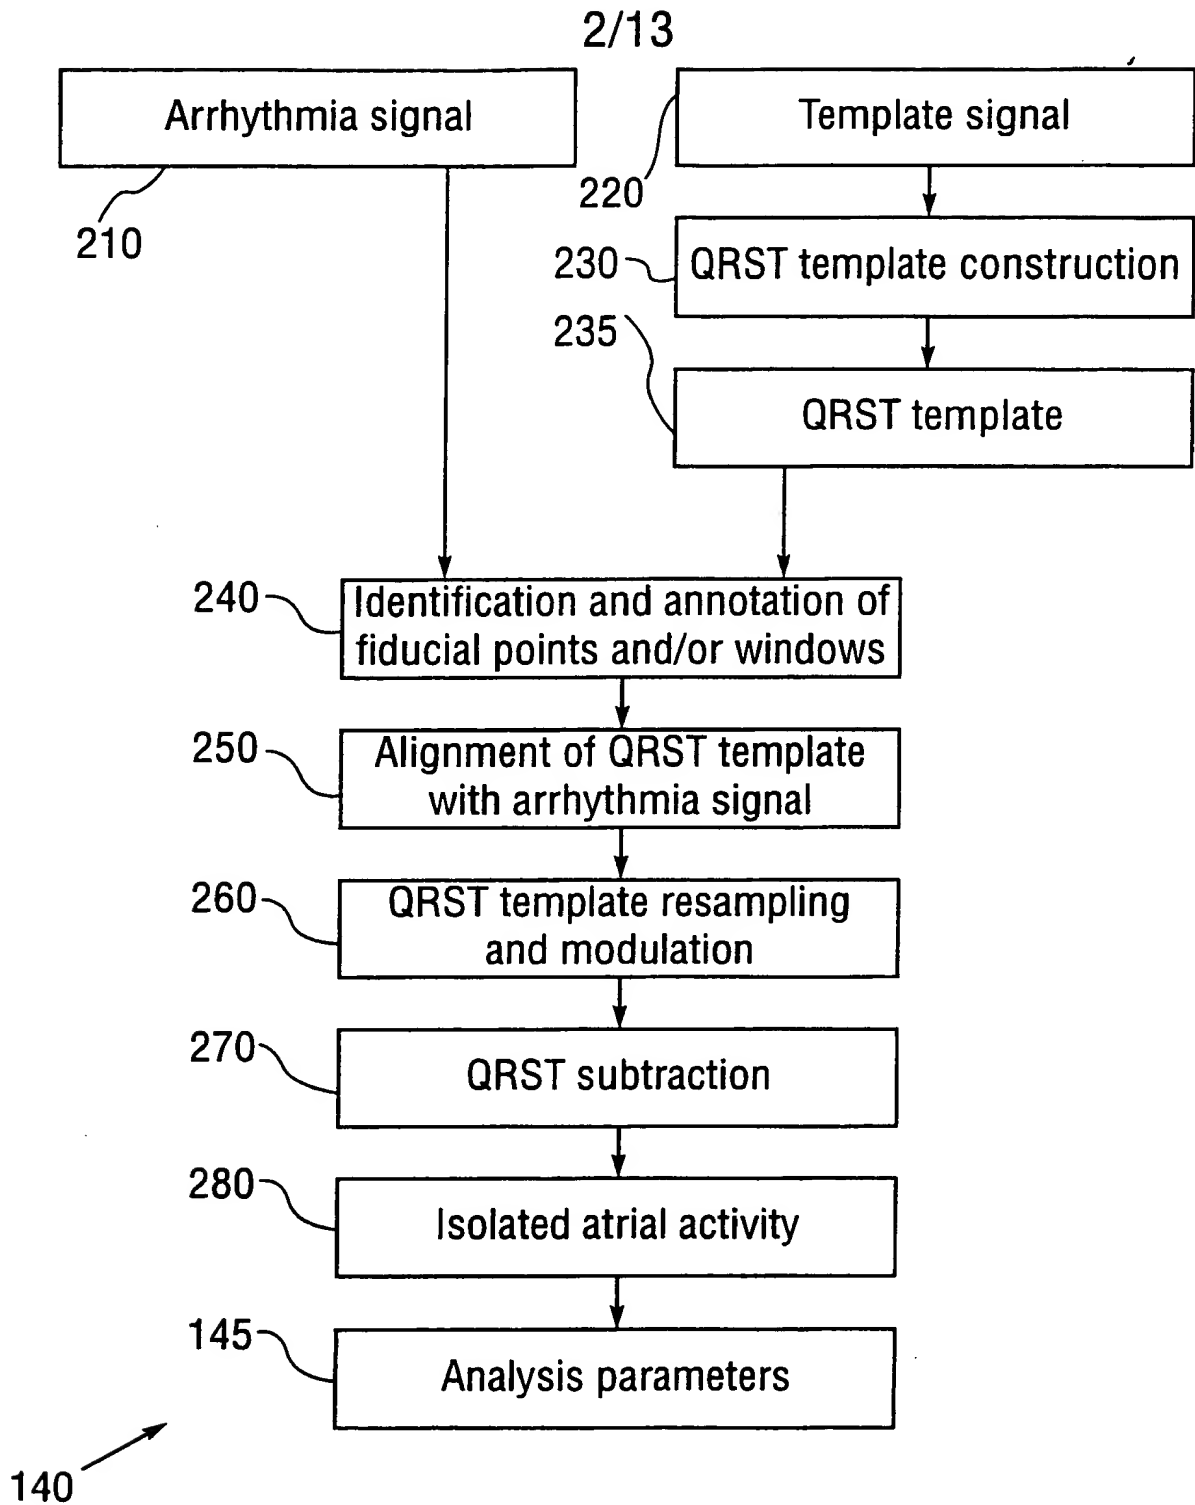 2/13
Arrhythmia signal
210
Template signal
220
230
QRST template construction
235
QRST template
240
Identification and annotation of
fiducial points and/or windows
250
Alignment of QRST template
with arrhythmia signal
260
QRST template resampling
and modulation
270
QRST subtraction
280
Isolated atrial activity
145
Analysis parameters
140